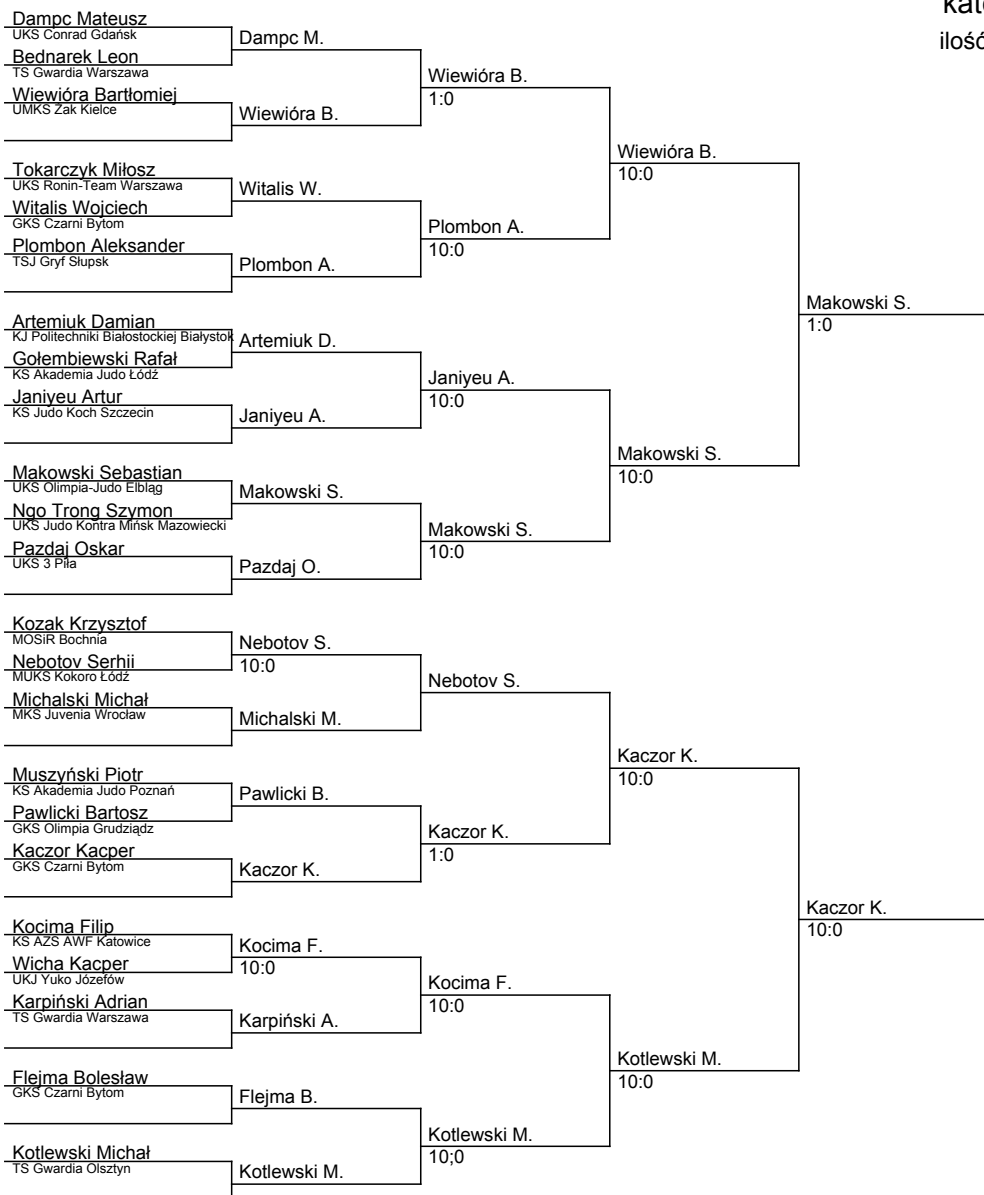 kate
ilość
Dampc Mateusz
UKS Conrad Gdańsk
Bednarek Leon
TS Gwardia Warszawa
Wiewióra Bartłomiej
UMKS Żak Kielce
Tokarczyk Miłosz
UKS Ronin-Team Warszawa
Witalis Wojciech
GKS Czarni Bytom
Plombon Aleksander
TSJ Gryf Słupsk
Artemiuk Damian
KJ Politechniki Białostockiej Białystok
Gołembiewski Rafał
KS Akademia Judo Łódź
Janiyeu Artur
KS Judo Koch Szczecin
Makowski Sebastian
UKS Olimpia-Judo Elbląg
Ngo Trong Szymon
UKS Judo Kontra Mińsk Mazowiecki
Pazdaj Oskar
UKS 3 Piła
Kozak Krzysztof
MOSiR Bochnia
Nebotov Serhii
MUKS Kokoro Łódź
Michalski Michał
MKS Juvenia Wrocław
Muszyński Piotr
KS Akademia Judo Poznań
Pawlicki Bartosz
GKS Olimpia Grudziądz
Kaczor Kacper
GKS Czarni Bytom
Kocima Filip
KS AZS AWF Katowice
Wicha Kacper
UKJ Yuko Józefów
Karpiński Adrian
TS Gwardia Warszawa
Flejma Bolesław
GKS Czarni Bytom
Kotlewski Michał
TS Gwardia Olsztyn
Dampc M.
Wiewióra B.
Witalis W.
Plombon A.
Artemiuk D.
Janiyeu A.
Makowski S.
Pazdaj O.
Nebotov S.
10:0
Michalski M.
Pawlicki B.
Kaczor K.
Kocima F.
10:0
Karpiński A.
Flejma B.
Kotlewski M.
Wiewióra B.
1:0
Plombon A.
10:0
Janiyeu A.
10:0
Makowski S.
10:0
Nebotov S.
Kaczor K.
1:0
Kocima F.
10:0
Kotlewski M.
10;0
Wiewióra B.
10:0
Makowski S.
10:0
Kaczor K.
10:0
Kotlewski M.
10:0
Makowski S.
1:0
Kaczor K.
10:0